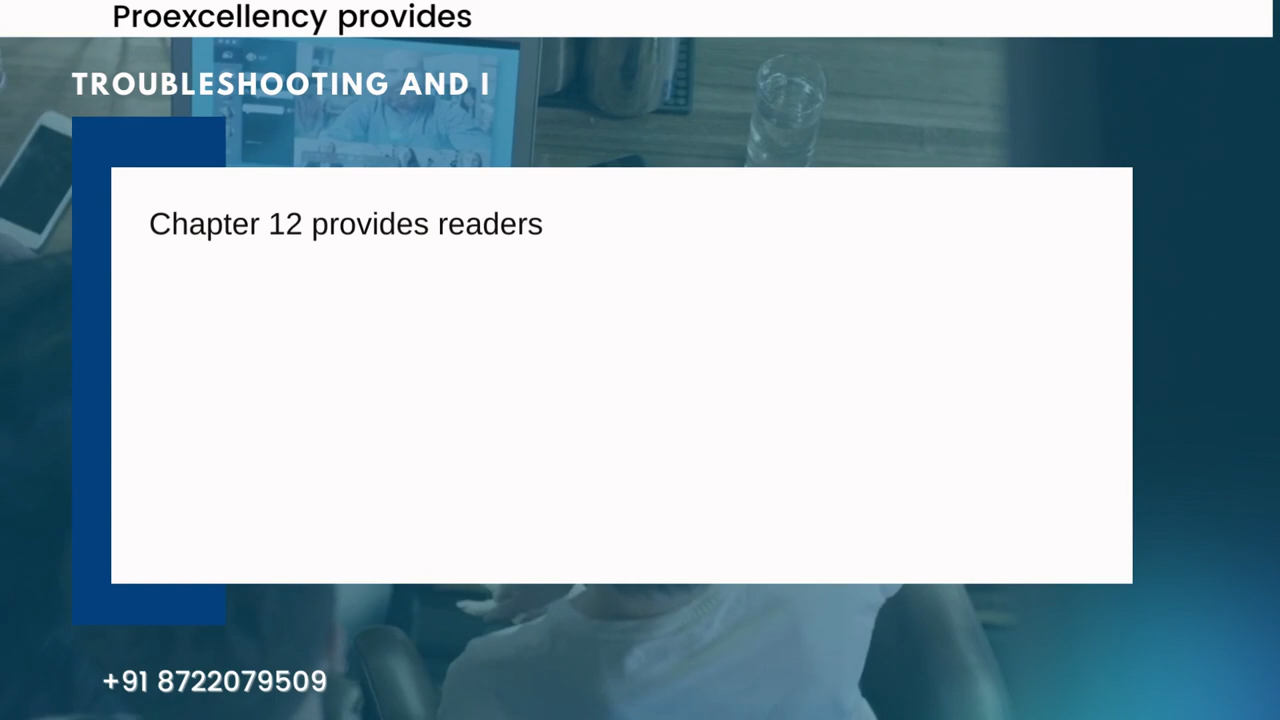 Proexcellency provides
TROUBLESHOOTING AND I
Chapter 12 provides readers
+91 8722079509